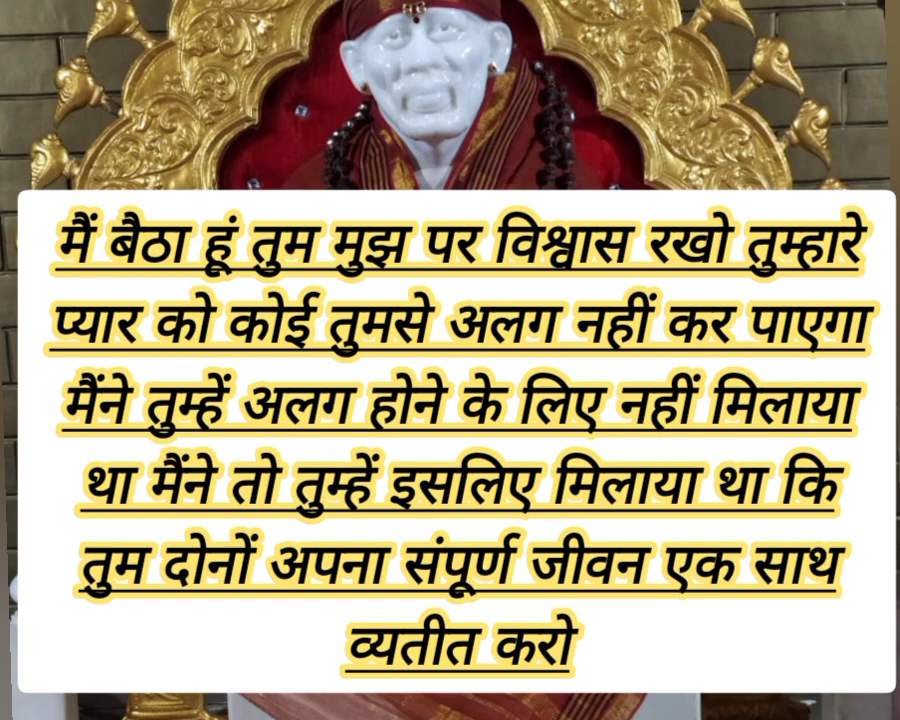 मैं बैठा हूं तुम मुझ पर विश्वास रखो तुम्हारे
प्यार को कोई तुमसे अलग नहीं कर पाएगा
मैंने तुम्हें अलग होने के लिए नहीं मिलाया
था मैंने तो तुम्हें इसलिए मिलाया था कि
तुम दोनों अपना संपूर्ण जीवन एक साथ
व्यतीत करो